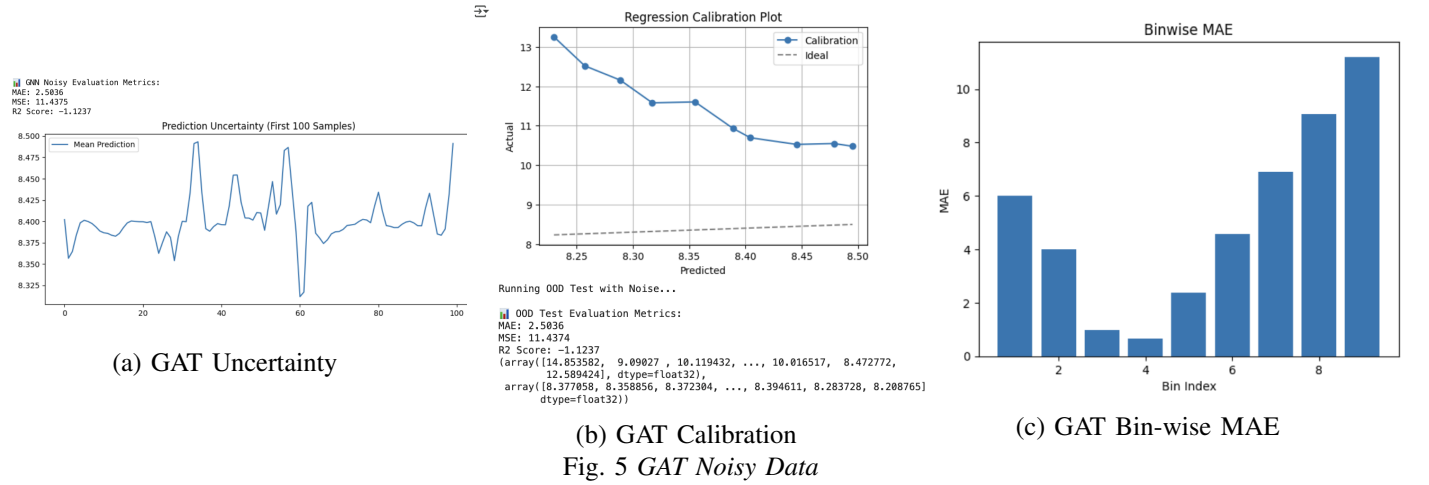 📊 GNN Noisy Evaluation Metrics:
MAE: 2.5036
MSE: 11.4375
R2 Score: −1.1237
Prediction Uncertainty (First 100 Samples)
Mean Prediction
8.500
8.475
8.450
8.425
8.400
8.375
8.350
8.325
0 20 40 60 80 100
(a) GAT Uncertainty
Regression Calibration Plot
Calibration
Ideal
Actual
13
12
11
10
9
8
8.25 8.30 8.35 8.40 8.45 8.50
Predicted
Running OOD Test with Noise...
📊 OOD Test Evaluation Metrics:
MAE: 2.5036
MSE: 11.4374
R2 Score: −1.1237
(array([14.853582, 9.09027 , 10.119432, ..., 10.016517, 8.472772,
12.589424], dtype=float32),
array([8.377058, 8.358856, 8.372304, ..., 8.394611, 8.283728, 8.208765]
dtype=float32))
(b) GAT Calibration
Binwise MAE
MAE
10
8
6
4
2
0
2 4 6 8
Bin Index
(c) GAT Bin-wise MAE
Fig. 5 GAT Noisy Data